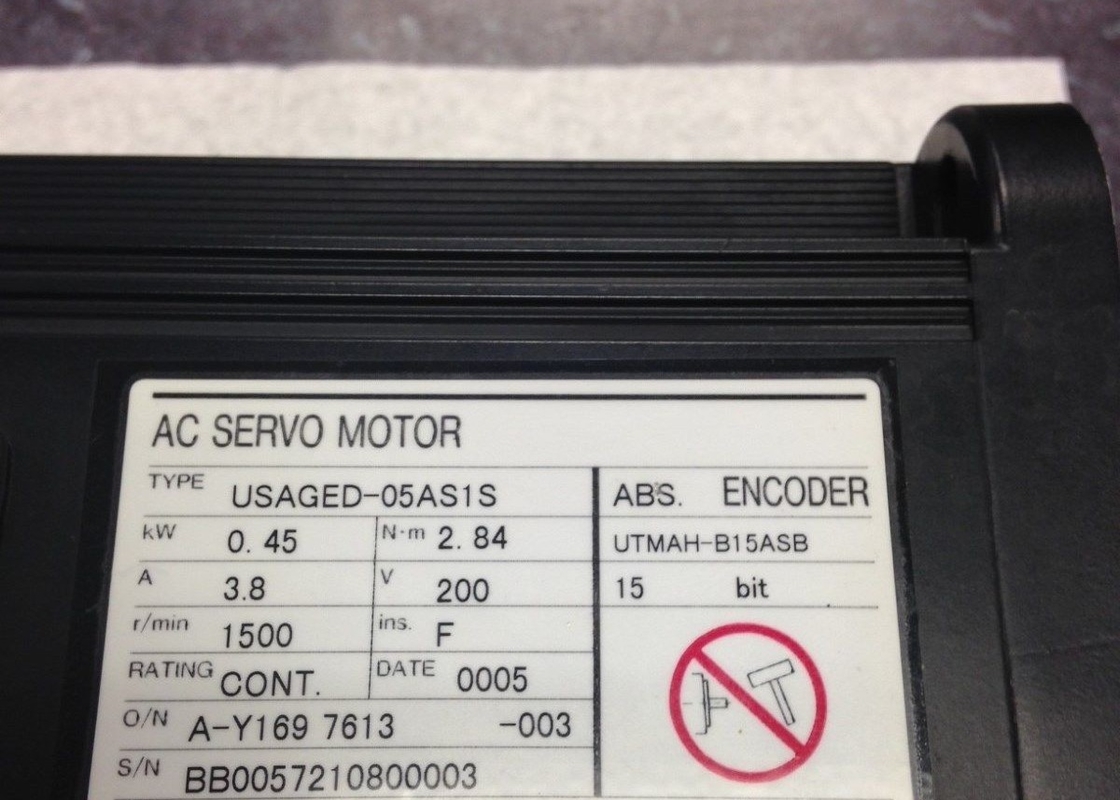 AC SERVO MOTOR
TYPE USAGED-05AS1S
ABS. ENCODER
kW 0. 45 N·m 2. 84
UTMAH-B15ASB
A 3.8 V 200
15 bit
r/min 1500 ins. F
RATING CONT. DATE 0005
O/N A-Y169 7613 -003
S/N BB0057210800003